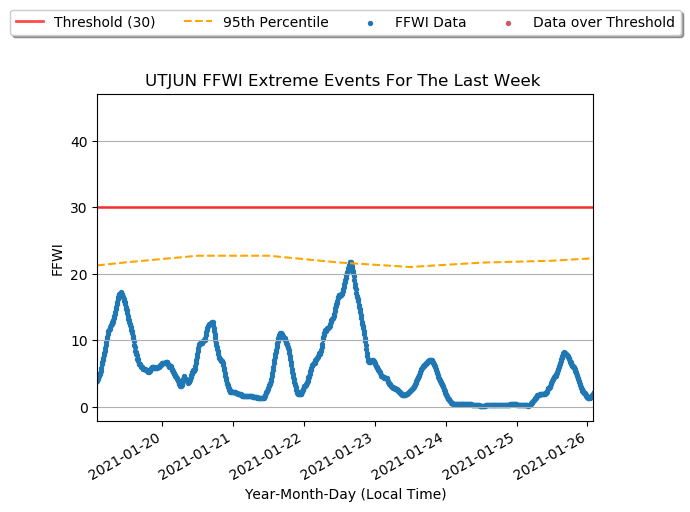 Threshold (30) 95th Percentile FFWI Data Data over Threshold
UTJUN FFWI Extreme Events For The Last Week
40
30
20
10
0
FFWI
2021-01-20 2021-01-21 2021-01-22 2021-01-23 2021-01-24 2021-01-25 2021-01-26
Year-Month-Day (Local Time)